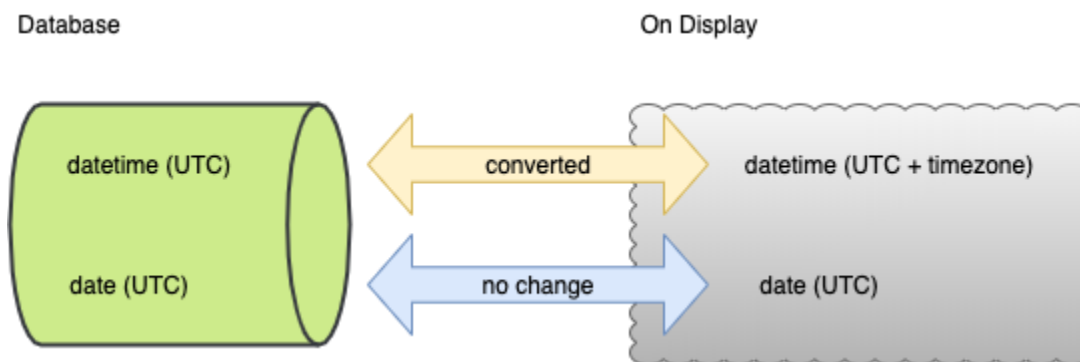 Database
On Display
datetime (UTC)
converted
datetime (UTC + timezone)
date (UTC)
no change
date (UTC)